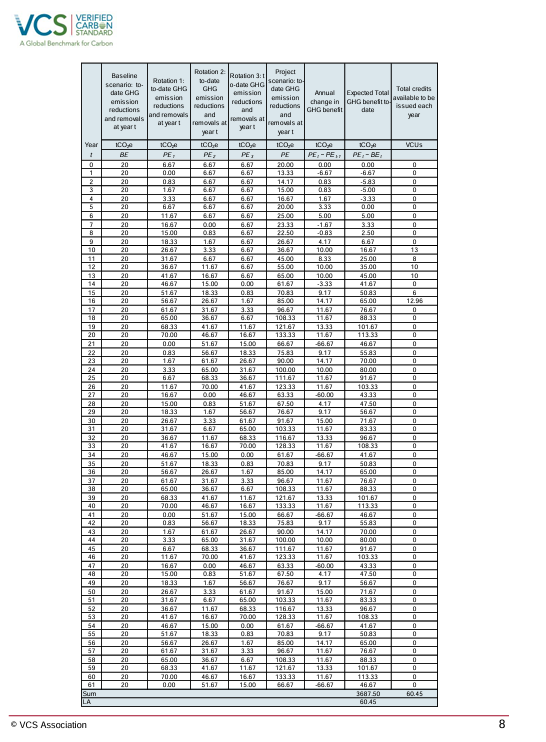 VCS VERIFIED CARBON STANDARD
A Global Benchmark for Carbon
Baseline scenario: to-date GHG emission reductions and removals at year t
Rotation 1: to-date GHG emission reductions and removals at year t
Rotation 2: to-date GHG emission reductions and removals at year t
Rotation 3: to-date GHG emission reductions and removals at year t
Project scenario: to-date GHG emission reductions and removals at year t
Annual change in GHG benefit
Expected Total GHG benefit to-date
Total credits available to be issued each year
Year tCO₂e tCO₂e tCO₂e tCO₂e tCO₂e tCO₂e tCO₂e VCUs
t BE PE₁ PE₂ PE₃ PE PEₜ − PEₜ₋₁ PEₜ − BEₜ
0 20 6.67 6.67 6.67 20.00 0.00 0.00 0
1 20 0.00 6.67 6.67 13.33 -6.67 -6.67 0
2 20 0.83 6.67 6.67 14.17 0.83 -5.83 0
3 20 1.67 6.67 6.67 15.00 0.83 -5.00 0
4 20 3.33 6.67 6.67 16.67 1.67 -3.33 0
5 20 6.67 6.67 6.67 20.00 3.33 0.00 0
6 20 11.67 6.67 6.67 25.00 5.00 5.00 0
7 20 16.67 0.00 6.67 23.33 -1.67 3.33 0
8 20 15.00 0.83 6.67 22.50 -0.83 2.50 0
9 20 18.33 1.67 6.67 26.67 4.17 6.67 0
10 20 26.67 3.33 6.67 36.67 10.00 16.67 13
11 20 31.67 6.67 6.67 45.00 8.33 25.00 8
12 20 36.67 11.67 6.67 55.00 10.00 35.00 10
13 20 41.67 16.67 6.67 65.00 10.00 45.00 10
14 20 46.67 15.00 0.00 61.67 -3.33 41.67 0
15 20 51.67 18.33 0.83 70.83 9.17 50.83 6
16 20 56.67 26.67 1.67 85.00 14.17 65.00 12.96
17 20 61.67 31.67 3.33 96.67 11.67 76.67 0
18 20 65.00 36.67 6.67 108.33 11.67 88.33 0
19 20 68.33 41.67 11.67 121.67 13.33 101.67 0
20 20 70.00 46.67 16.67 133.33 11.67 113.33 0
21 20 0.00 51.67 15.00 66.67 -66.67 46.67 0
22 20 0.83 56.67 18.33 75.83 9.17 55.83 0
23 20 1.67 61.67 26.67 90.00 14.17 70.00 0
24 20 3.33 65.00 31.67 100.00 10.00 80.00 0
25 20 6.67 68.33 36.67 111.67 11.67 91.67 0
26 20 11.67 70.00 41.67 123.33 11.67 103.33 0
27 20 16.67 0.00 46.67 63.33 -60.00 43.33 0
28 20 15.00 0.83 51.67 67.50 4.17 47.50 0
29 20 18.33 1.67 56.67 76.67 9.17 56.67 0
30 20 26.67 3.33 61.67 91.67 15.00 71.67 0
31 20 31.67 6.67 65.00 103.33 11.67 83.33 0
32 20 36.67 11.67 68.33 116.67 13.33 96.67 0
33 20 41.67 16.67 70.00 128.33 11.67 108.33 0
34 20 46.67 15.00 0.00 61.67 -66.67 41.67 0
35 20 51.67 18.33 0.83 70.83 9.17 50.83 0
36 20 56.67 26.67 1.67 85.00 14.17 65.00 0
37 20 61.67 31.67 3.33 96.67 11.67 76.67 0
38 20 65.00 36.67 6.67 108.33 11.67 88.33 0
39 20 68.33 41.67 11.67 121.67 13.33 101.67 0
40 20 70.00 46.67 16.67 133.33 11.67 113.33 0
41 20 0.00 51.67 15.00 66.67 -66.67 46.67 0
42 20 0.83 56.67 18.33 75.83 9.17 55.83 0
43 20 1.67 61.67 26.67 90.00 14.17 70.00 0
44 20 3.33 65.00 31.67 100.00 10.00 80.00 0
45 20 6.67 68.33 36.67 111.67 11.67 91.67 0
46 20 11.67 70.00 41.67 123.33 11.67 103.33 0
47 20 16.67 0.00 46.67 63.33 -60.00 43.33 0
48 20 15.00 0.83 51.67 67.50 4.17 47.50 0
49 20 18.33 1.67 56.67 76.67 9.17 56.67 0
50 20 26.67 3.33 61.67 91.67 15.00 71.67 0
51 20 31.67 6.67 65.00 103.33 11.67 83.33 0
52 20 36.67 11.67 68.33 116.67 13.33 96.67 0
53 20 41.67 16.67 70.00 128.33 11.67 108.33 0
54 20 46.67 15.00 0.00 61.67 -66.67 41.67 0
55 20 51.67 18.33 0.83 70.83 9.17 50.83 0
56 20 56.67 26.67 1.67 85.00 14.17 65.00 0
57 20 61.67 31.67 3.33 96.67 11.67 76.67 0
58 20 65.00 36.67 6.67 108.33 11.67 88.33 0
59 20 68.33 41.67 11.67 121.67 13.33 101.67 0
60 20 70.00 46.67 16.67 133.33 11.67 113.33 0
61 20 0.00 51.67 15.00 66.67 -66.67 46.67 0
Sum 3687.50 60.45
LA 60.45
© VCS Association 8